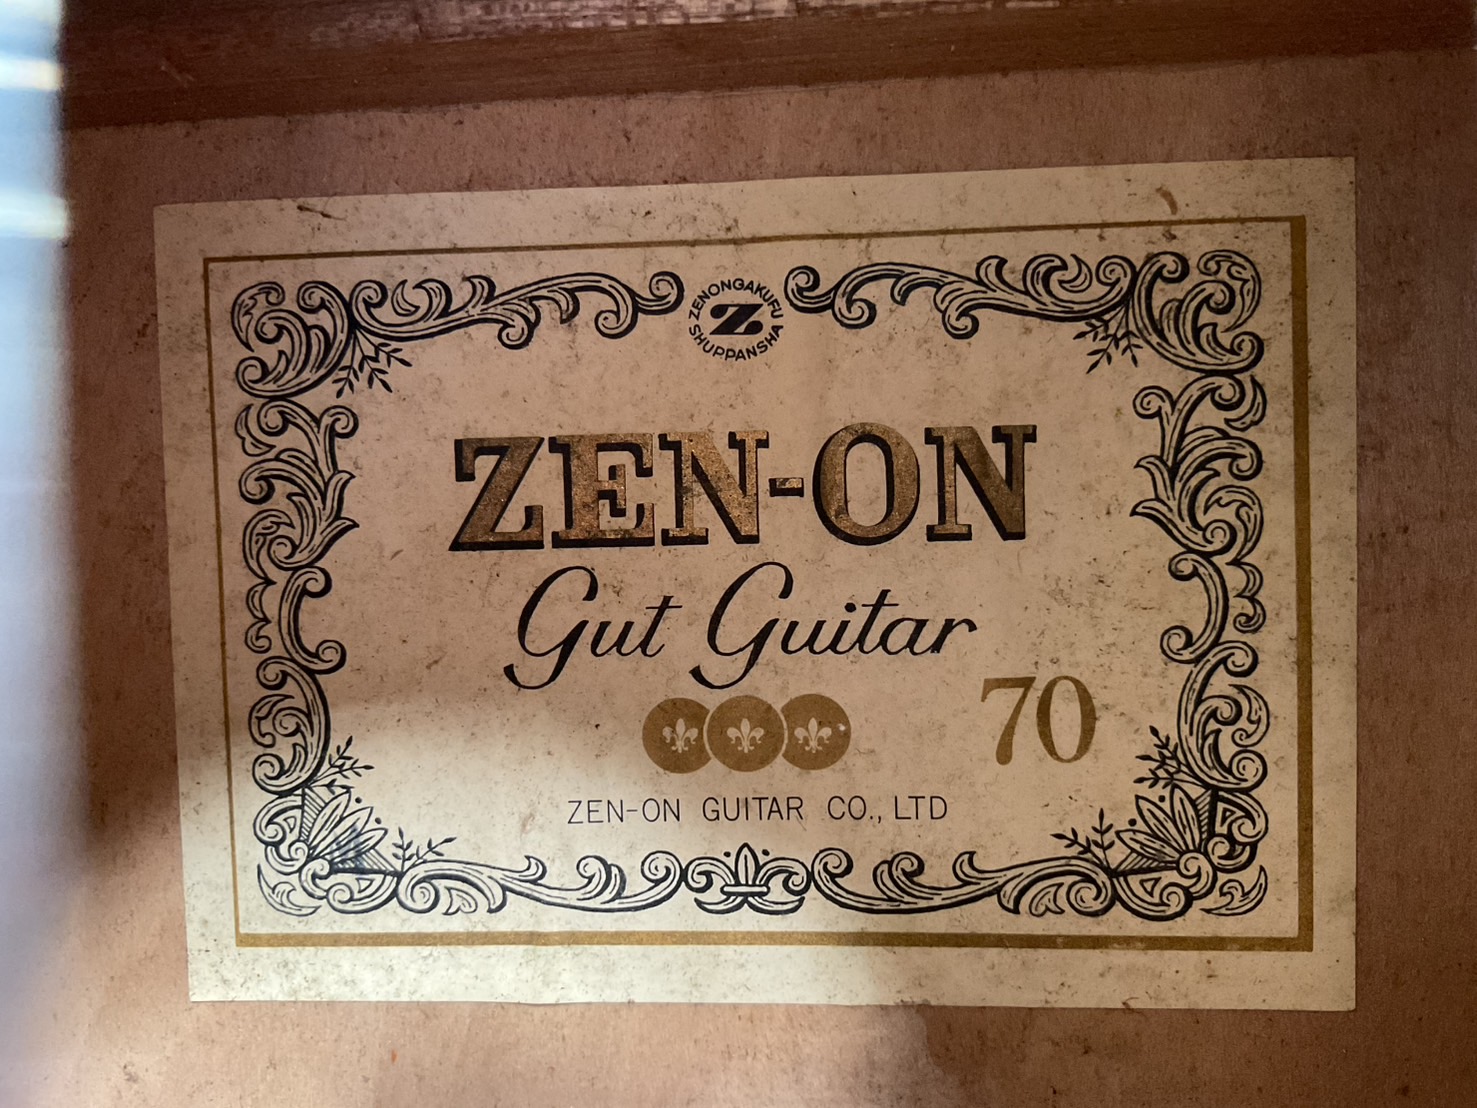 ZENONGAKUFU
Z
SHUPPANSHA
ZEN-ON
Gut Guitar
70
ZEN-ON GUITAR CO., LTD